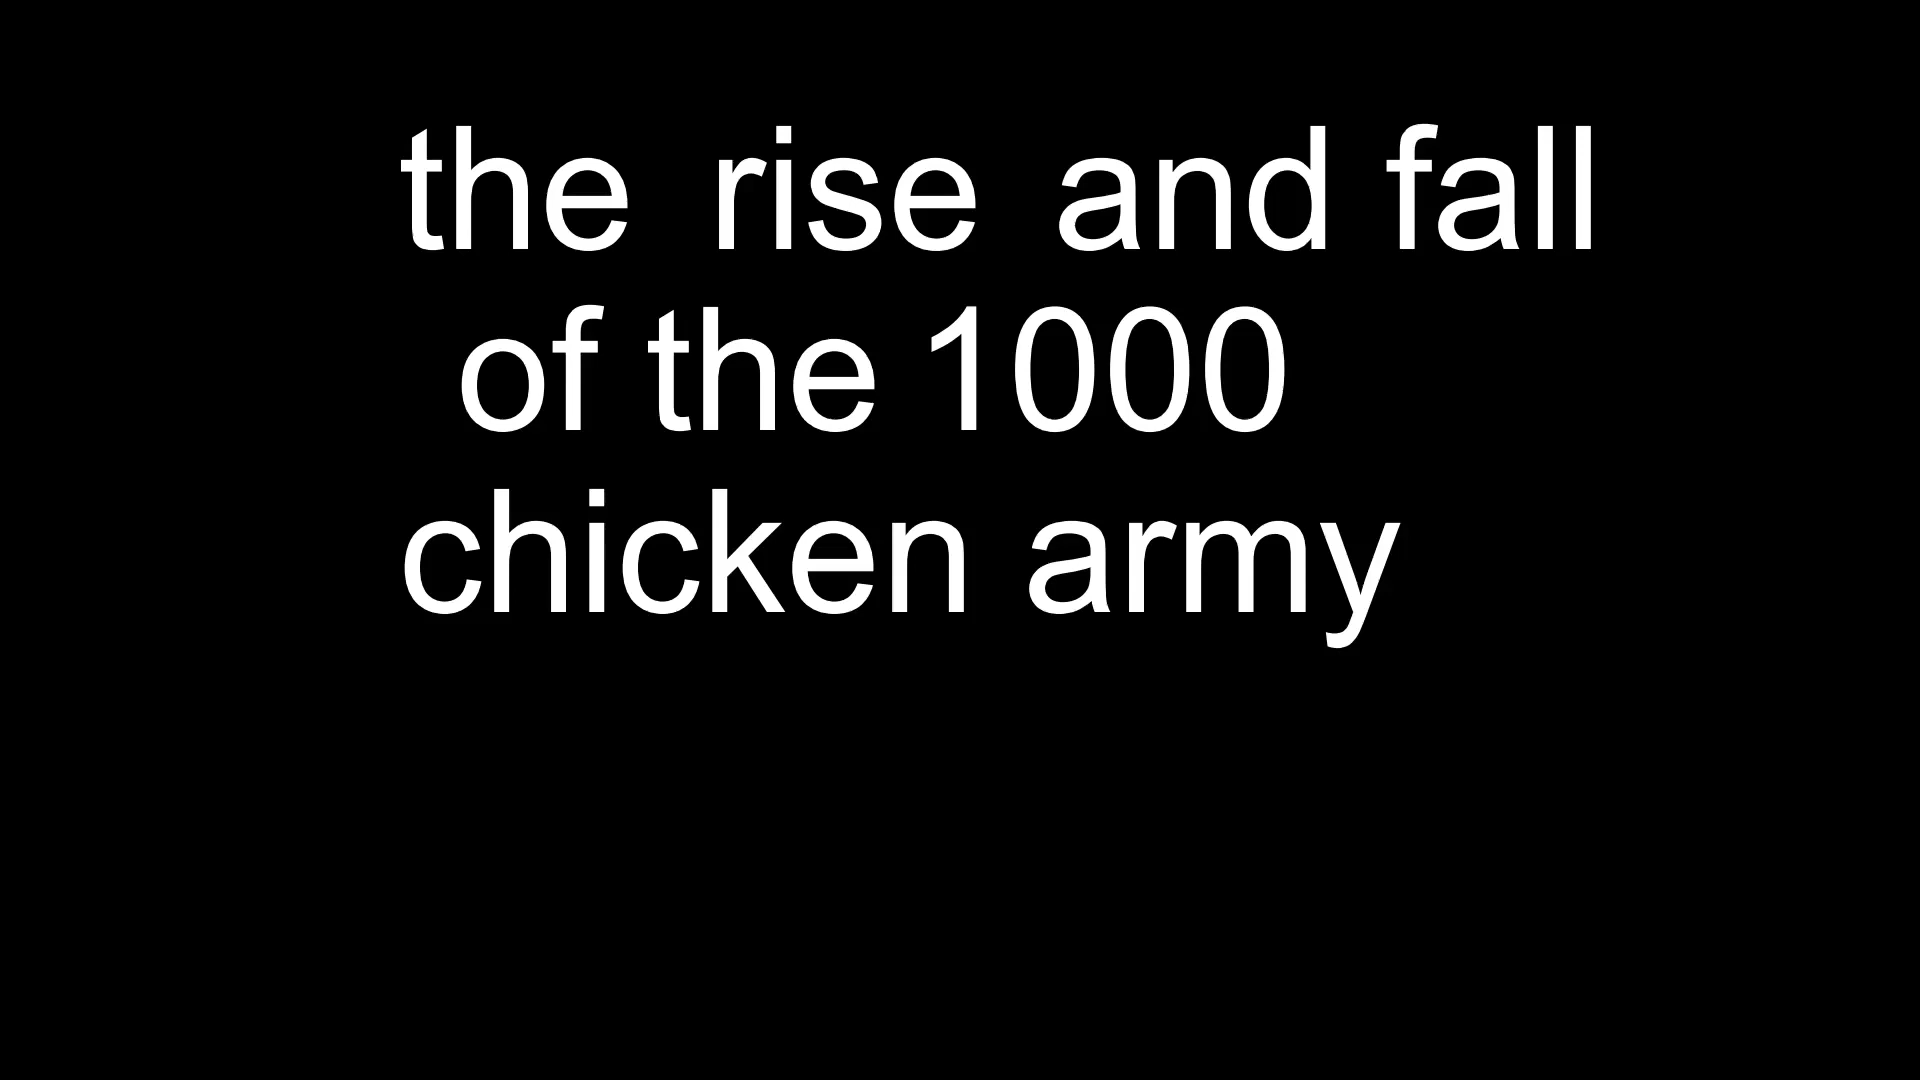 the rise and fall
of the 1000
chicken army